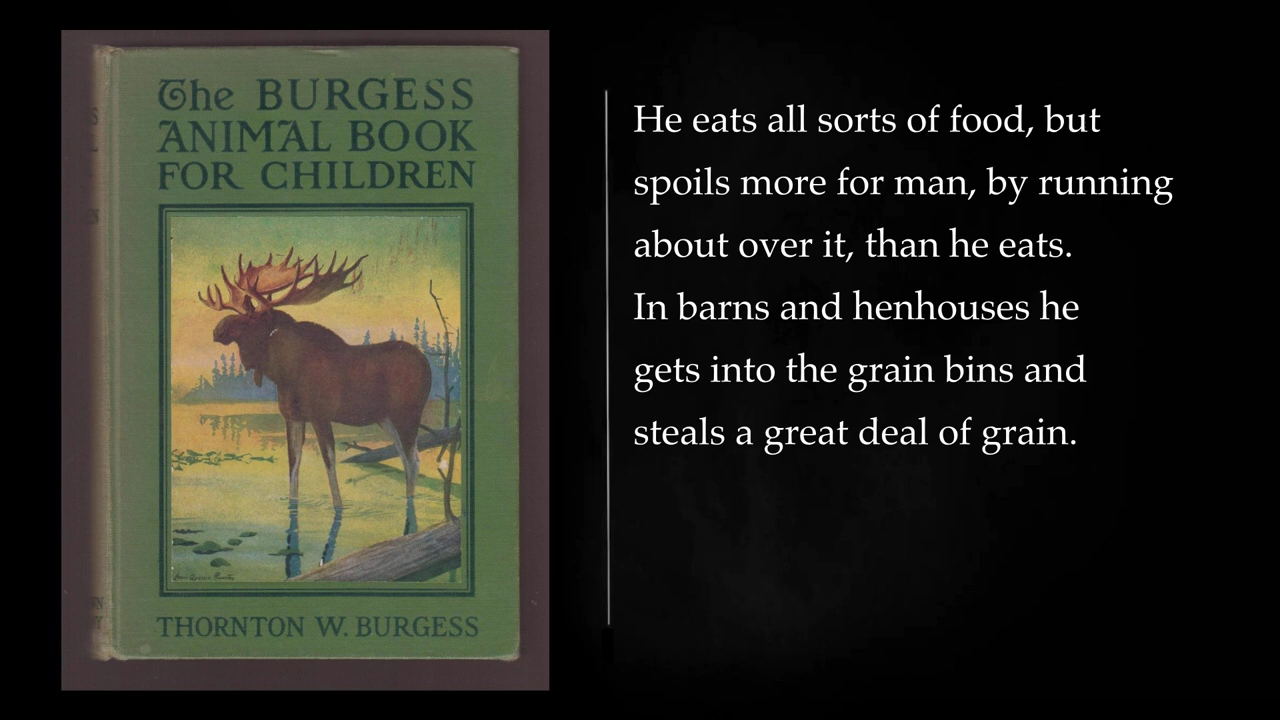 The BURGESS
ANIMAL BOOK
FOR CHILDREN
THORNTON W. BURGESS
He eats all sorts of food, but
spoils more for man, by running
about over it, than he eats.
In barns and henhouses he
gets into the grain bins and
steals a great deal of grain.